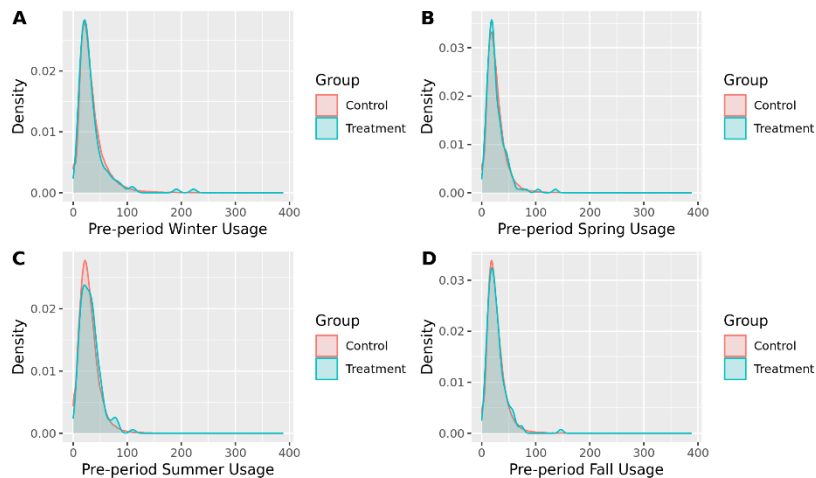 A
Density
0.02
0.01
0.00
0
100
200
300
400
Pre-period Winter Usage
Group
Control
Treatment
B
Density
0.03
0.02
0.01
0.00
0
100
200
300
400
Pre-period Spring Usage
Group
Control
Treatment
C
Density
0.02
0.01
0.00
0
100
200
300
400
Pre-period Summer Usage
Group
Control
Treatment
D
Density
0.03
0.02
0.01
0.00
0
100
200
300
400
Pre-period Fall Usage
Group
Control
Treatment